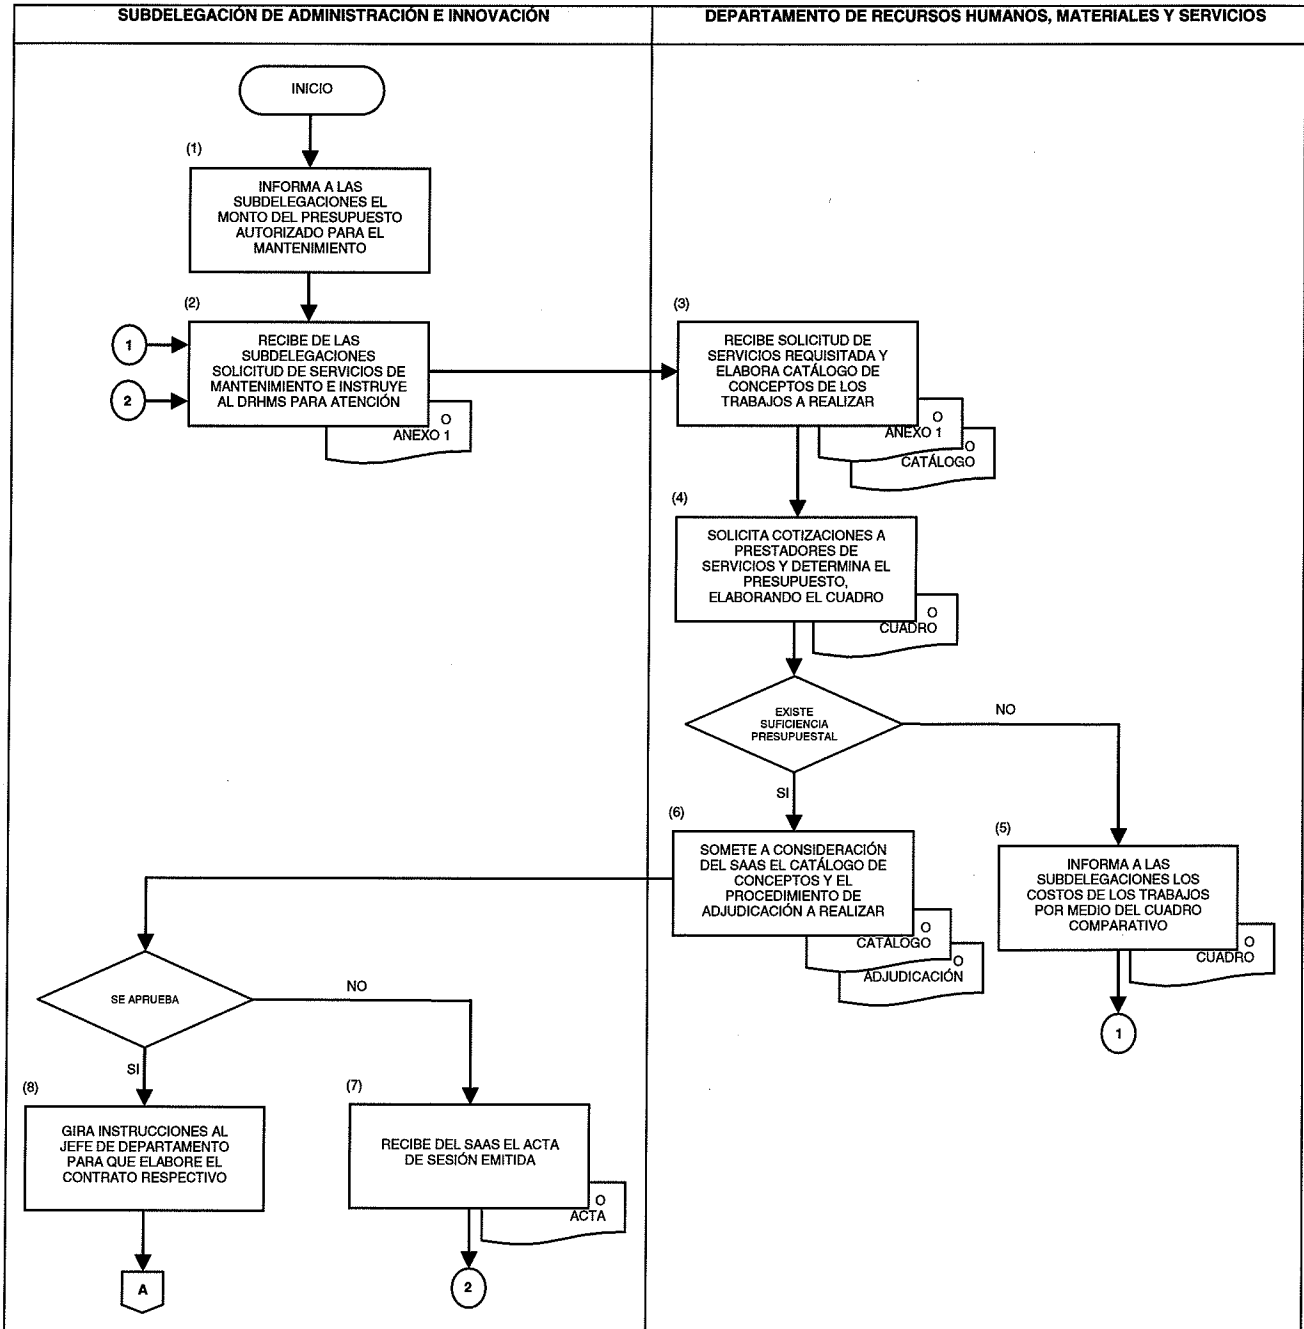 SUBDELEGACIÓN DE ADMINISTRACIÓN E INNOVACIÓN
DEPARTAMENTO DE RECURSOS HUMANOS, MATERIALES Y SERVICIOS
INICIO
(1)
INFORMA A LAS
SUBDELEGACIONES EL
MONTO DEL PRESUPUESTO
AUTORIZADO PARA EL
MANTENIMIENTO
(2)
1
2
RECIBE DE LAS
SUBDELEGACIONES
SOLICITUD DE SERVICIOS DE
MANTENIMIENTO E INSTRUYE
AL DRHMS PARA ATENCIÓN
O
ANEXO 1
(3)
RECIBE SOLICITUD DE
SERVICIOS REQUISITADA Y
ELABORA CATÁLOGO DE
CONCEPTOS DE LOS
TRABAJOS A REALIZAR
O
ANEXO 1
O
CATÁLOGO
(4)
SOLICITA COTIZACIONES A
PRESTADORES DE
SERVICIOS Y DETERMINA EL
PRESUPUESTO,
ELABORANDO EL CUADRO
O
CUADRO
EXISTE
SUFICIENCIA
PRESUPUESTAL
NO
SI
(6)
SOMETE A CONSIDERACIÓN
DEL SAAS EL CATÁLOGO DE
CONCEPTOS Y EL
PROCEDIMIENTO DE
ADJUDICACIÓN A REALIZAR
O
CATÁLOGO
O
ADJUDICACIÓN
(5)
INFORMA A LAS
SUBDELEGACIONES LOS
COSTOS DE LOS TRABAJOS
POR MEDIO DEL CUADRO
COMPARATIVO
O
CUADRO
1
SE APRUEBA
NO
SI
(8)
GIRA INSTRUCCIONES AL
JEFE DE DEPARTAMENTO
PARA QUE ELABORE EL
CONTRATO RESPECTIVO
A
(7)
RECIBE DEL SAAS EL ACTA
DE SESIÓN EMITIDA
O
ACTA
2